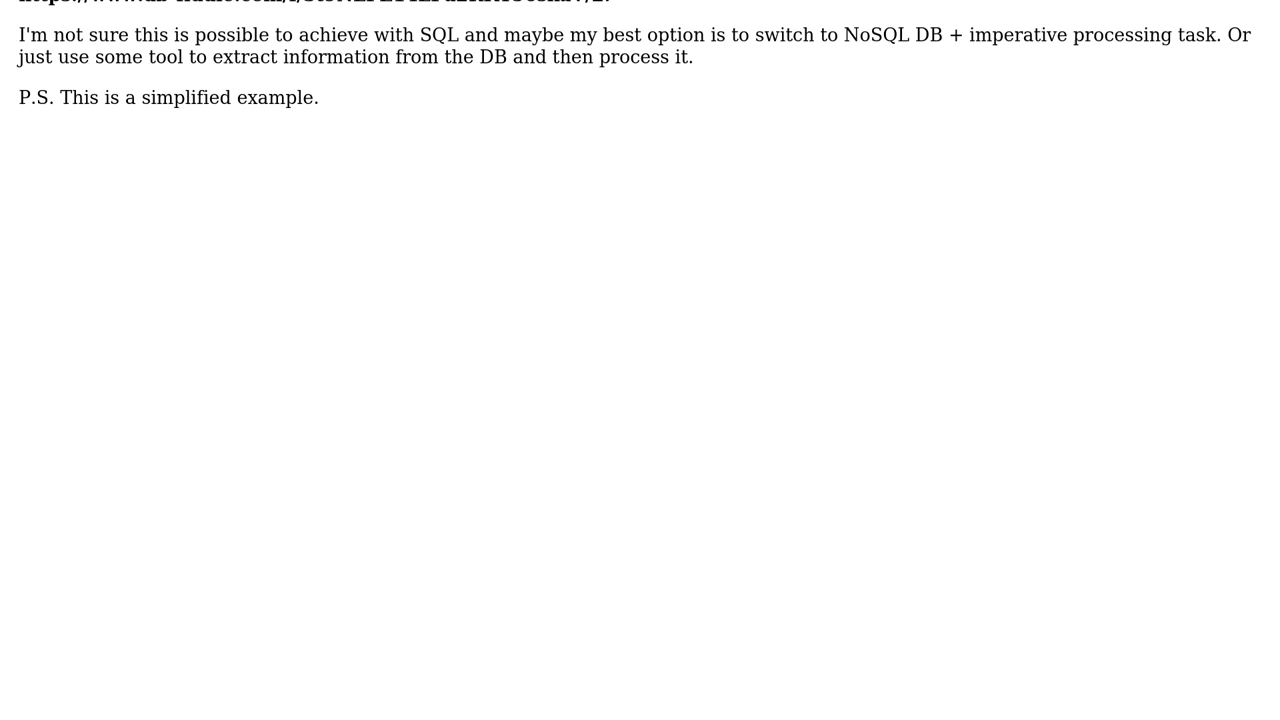 I'm not sure this is possible to achieve with SQL and maybe my best option is to switch to NoSQL DB + imperative processing task. Or
just use some tool to extract information from the DB and then process it.
P.S. This is a simplified example.